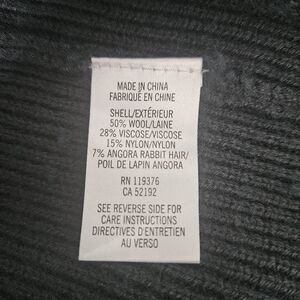 MADE IN CHINA
FABRIQUÉ EN CHINE
SHELL/EXTÉRIEUR
50% WOOL/LAINE
28% VISCOSE/VISCOSE
15% NYLON/NYLON
7% ANGORA RABBIT HAIR/
POIL DE LAPIN ANGORA
RN 119376
CA 52192
SEE REVERSE SIDE FOR
CARE INSTRUCTIONS
DIRECTIVES D'ENTRETIEN
AU VERSO